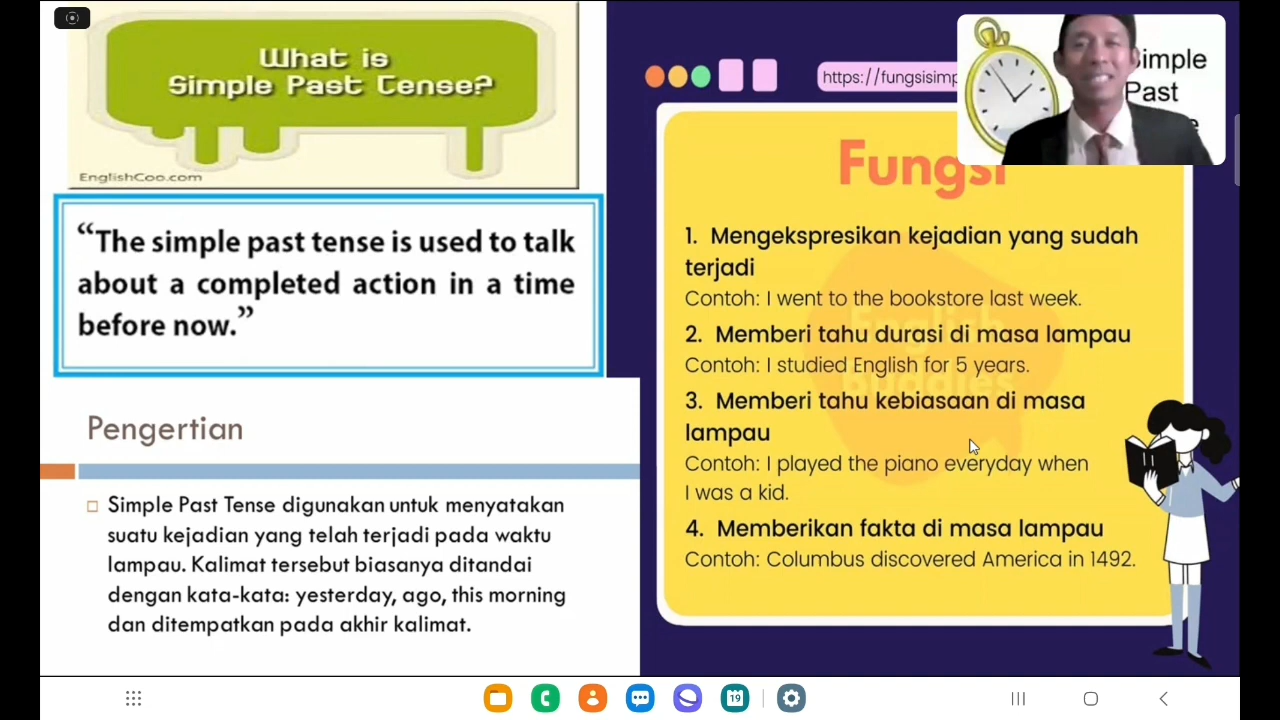 What is
Simple Past Tense?
EnglishCoo.com
“The simple past tense is used to talk
about a completed action in a time
before now.”
Pengertian
Simple Past Tense digunakan untuk menyatakan
suatu kejadian yang telah terjadi pada waktu
lampau. Kalimat tersebut biasanya ditandai
dengan kata-kata: yesterday, ago, this morning
dan ditempatkan pada akhir kalimat.
https://fungsisimp
imple
Past
e
Fungsi
1. Mengekspresikan kejadian yang sudah
terjadi
Contoh: I went to the bookstore last week.
2. Memberi tahu durasi di masa lampau
Contoh: I studied English for 5 years.
3. Memberi tahu kebiasaan di masa
lampau
Contoh: I played the piano everyday when
I was a kid.
4. Memberikan fakta di masa lampau
Contoh: Columbus discovered America in 1492.
English
Buddies
19